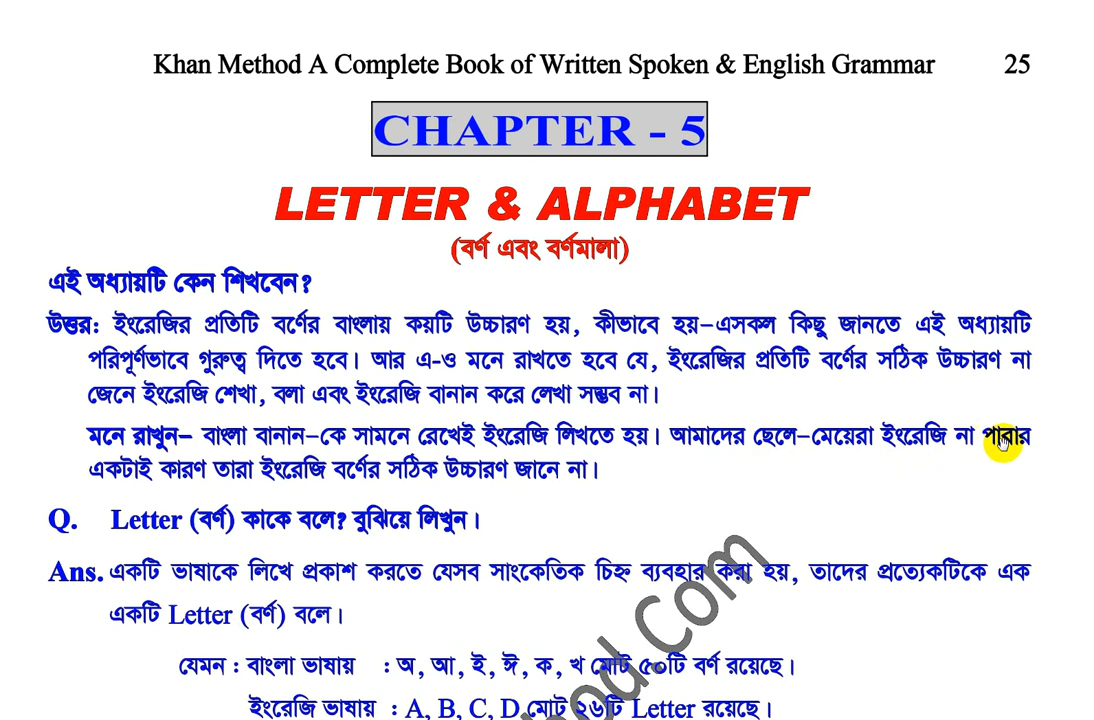 Khan Method A Complete Book of Written Spoken & English Grammar 25
CHAPTER - 5
LETTER & ALPHABET
(বর্ণ এবং বর্ণমালা)
এই অধ্যায়টি কেন শিখবেন?
উত্তর: ইংরেজির প্রতিটি বর্ণের বাংলায় কয়টি উচ্চারণ হয়, কীভাবে হয়–এসকল কিছু জানতে এই অধ্যায়টি
পরিপূর্ণভাবে গুরুত্ব দিতে হবে। আর এ-ও মনে রাখতে হবে যে, ইংরেজির প্রতিটি বর্ণের সঠিক উচ্চারণ না
জেনে ইংরেজি শেখা, বলা এবং ইংরেজি বানান করে লেখা সম্ভব না।
মনে রাখুন– বাংলা বানান–কে সামনে রেখেই ইংরেজি লিখতে হয়। আমাদের ছেলে–মেয়েরা ইংরেজি না পারার
একটাই কারণ তারা ইংরেজি বর্ণের সঠিক উচ্চারণ জানে না।
Q. Letter (বর্ণ) কাকে বলে? বুঝিয়ে লিখুন।
Ans. একটি ভাষাকে লিখে প্রকাশ করতে যেসব সাংকেতিক চিহ্ন ব্যবহার করা হয়, তাদের প্রত্যেকটিকে এক
একটি Letter (বর্ণ) বলে।
যেমন : বাংলা ভাষায় : অ, আ, ই, ঈ, ক, খ মোট ৫০টি বর্ণ রয়েছে।
ইংরেজি ভাষায় : A, B, C, D মোট ২৬টি Letter রয়েছে।
od.Com